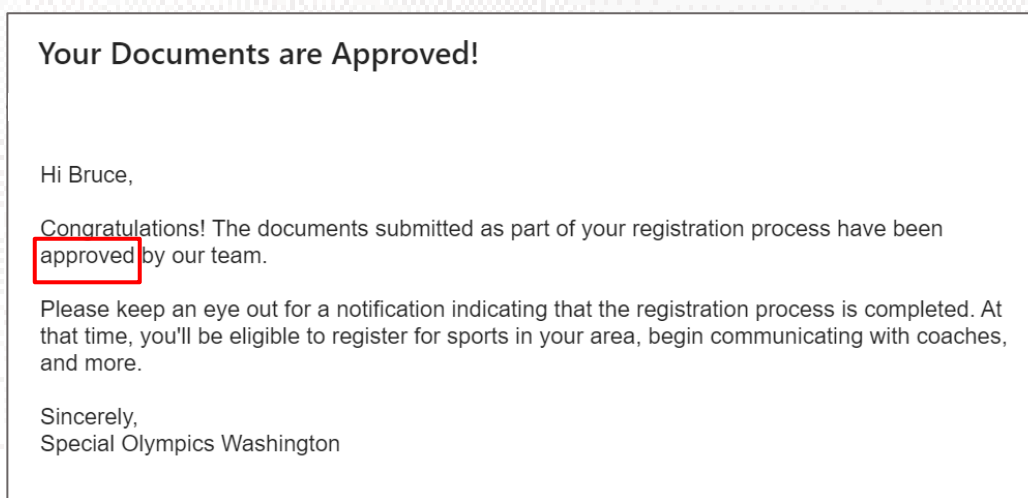 Your Documents are Approved!
Hi Bruce,
Congratulations! The documents submitted as part of your registration process have been
approved by our team.
Please keep an eye out for a notification indicating that the registration process is completed. At
that time, you'll be eligible to register for sports in your area, begin communicating with coaches,
and more.
Sincerely,
Special Olympics Washington